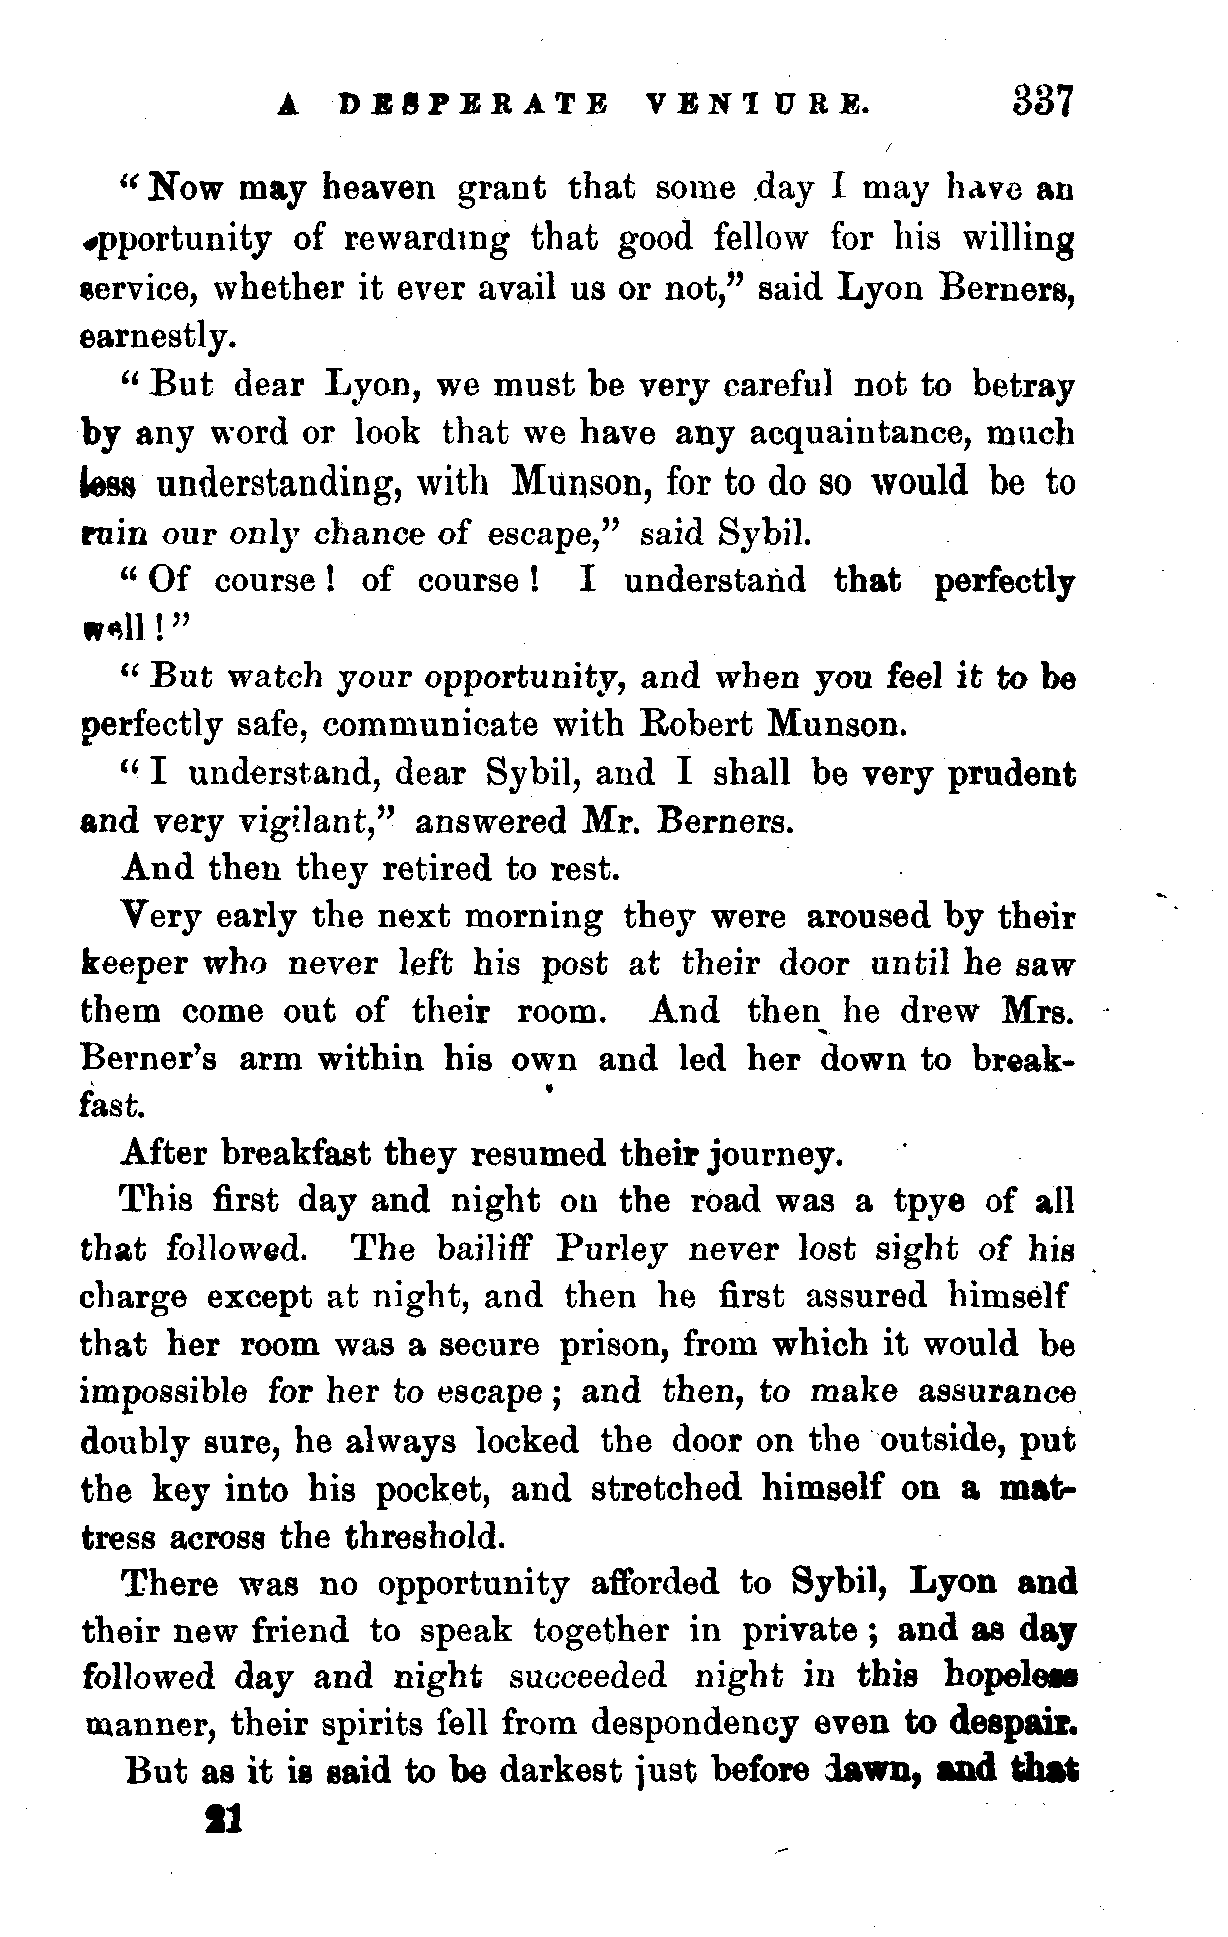 A DESPERATE VENTURE. 337
“Now may heaven grant that some day I may have an
opportunity of rewarding that good fellow for his willing
service, whether it ever avail us or not,” said Lyon Berners,
earnestly.
“But dear Lyon, we must be very careful not to betray
by any word or look that we have any acquaintance, much
less understanding, with Munson, for to do so would be to
ruin our only chance of escape,” said Sybil.
“Of course! of course! I understand that perfectly
well!”
“But watch your opportunity, and when you feel it to be
perfectly safe, communicate with Robert Munson.
“I understand, dear Sybil, and I shall be very prudent
and very vigilant,” answered Mr. Berners.
And then they retired to rest.
Very early the next morning they were aroused by their
keeper who never left his post at their door until he saw
them come out of their room. And then he drew Mrs.
Berner’s arm within his own and led her down to break-
fast.
After breakfast they resumed their journey.
This first day and night on the road was a tpye of all
that followed. The bailiff Purley never lost sight of his
charge except at night, and then he first assured himself
that her room was a secure prison, from which it would be
impossible for her to escape; and then, to make assurance
doubly sure, he always locked the door on the outside, put
the key into his pocket, and stretched himself on a mat-
tress across the threshold.
There was no opportunity afforded to Sybil, Lyon and
their new friend to speak together in private; and as day
followed day and night succeeded night in this hopeless
manner, their spirits fell from despondency even to despair.
But as it is said to be darkest just before dawn, and that
21